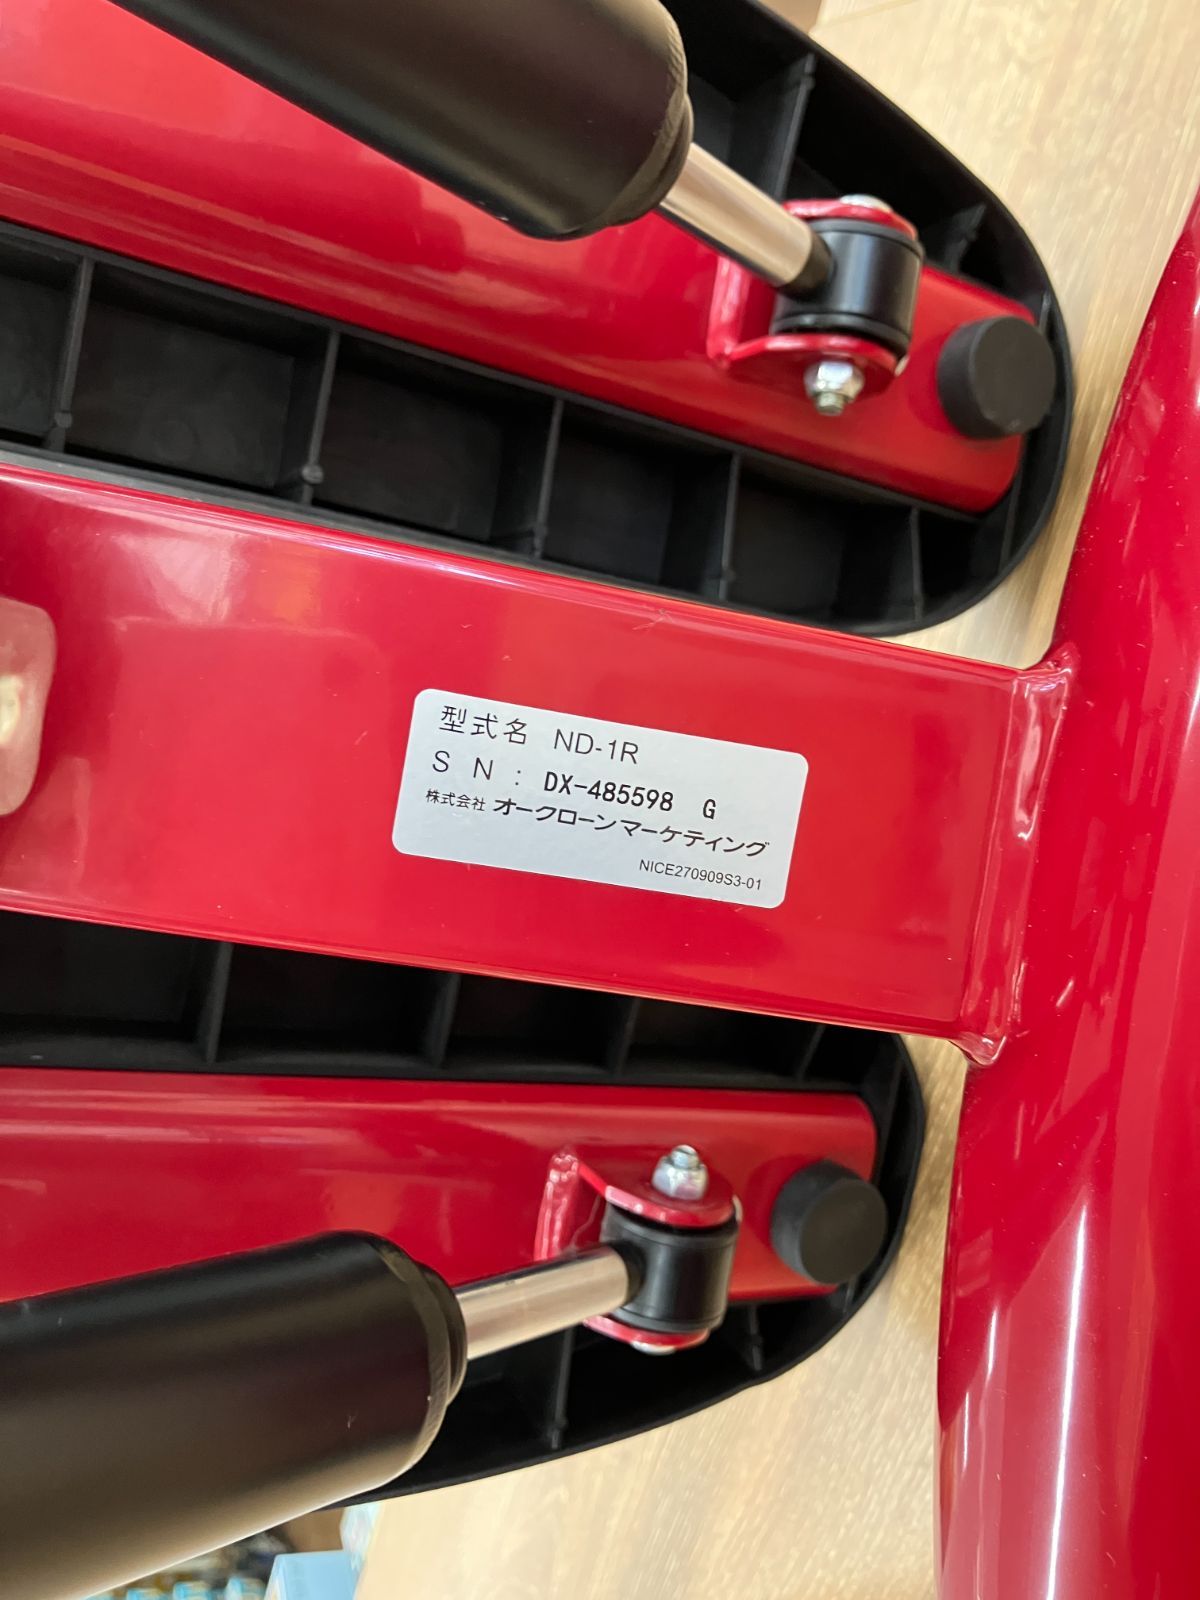 型式名 ND-1R
S N : DX-485598 G
株式会社 オークローンマーケティング
NICE270909S3-01